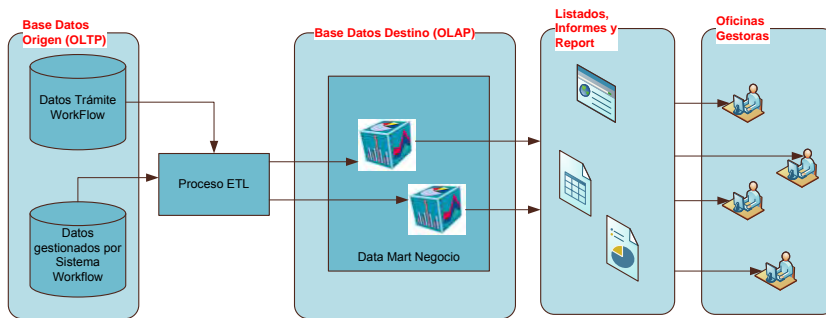 Base Datos
Origen (OLTP)
Datos Trámite
WorkFlow
Datos
gestionados por
Sistema
Workflow
Proceso ETL
Base Datos Destino (OLAP)
Data Mart Negocio
Listados,
Informes y
Report
Oficinas
Gestoras